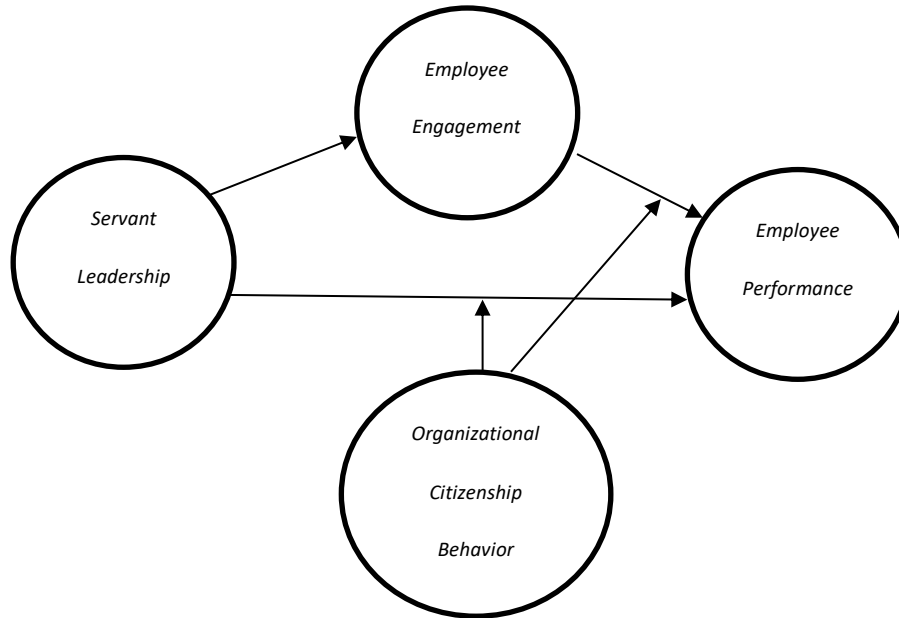 Employee
Engagement
Servant
Leadership
Employee
Performance
Organizational
Citizenship
Behavior